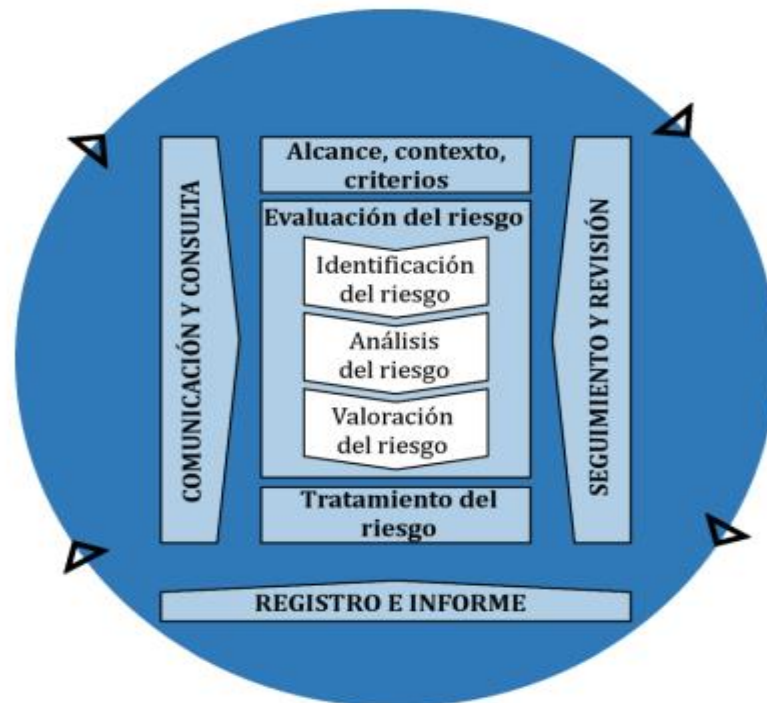 Alcance, contexto,
criterios
Evaluación del riesgo
Identificación
del riesgo
Análisis
del riesgo
Valoración
del riesgo
Tratamiento del
riesgo
COMUNICACIÓN Y CONSULTA
SEGUIMIENTO Y REVISIÓN
REGISTRO E INFORME